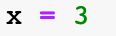 x = 3